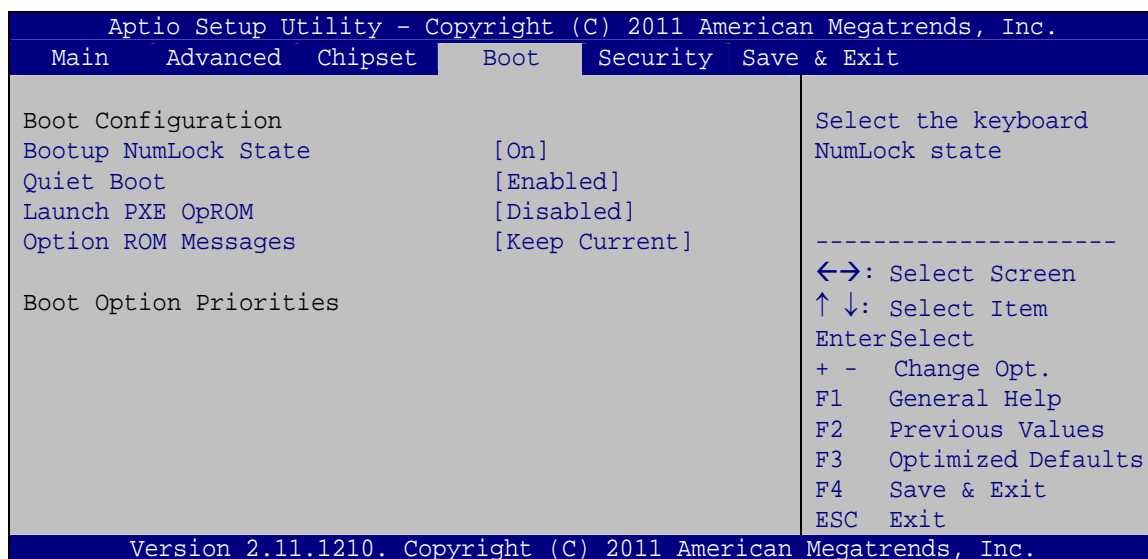 Aptio Setup Utility – Copyright (C) 2011 American Megatrends, Inc.
Main Advanced Chipset Boot Security Save & Exit
Boot Configuration
Bootup NumLock State [On]
Quiet Boot [Enabled]
Launch PXE OpROM [Disabled]
Option ROM Messages [Keep Current]
Boot Option Priorities
Select the keyboard
NumLock state
---------------------
←→: Select Screen
↑ ↓: Select Item
EnterSelect
+ - Change Opt.
F1 General Help
F2 Previous Values
F3 Optimized Defaults
F4 Save & Exit
ESC Exit
Version 2.11.1210. Copyright (C) 2011 American Megatrends, Inc.